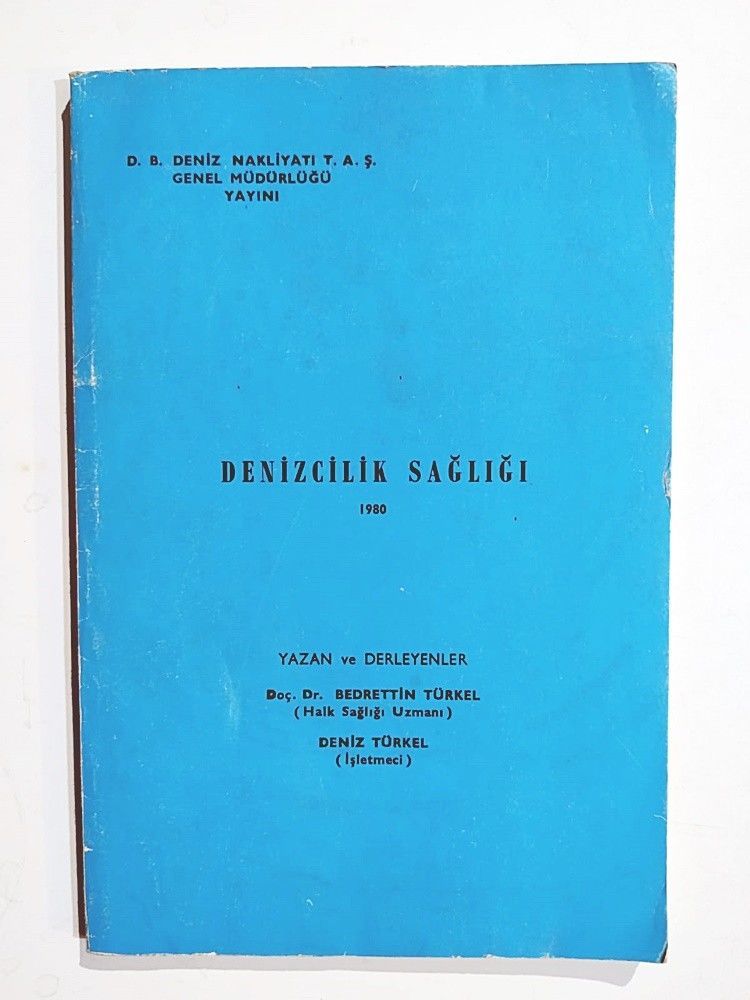 D. B. DENİZ NAKLİYATI T. A. Ş.
GENEL MÜDÜRLÜĞÜ
YAYINI
DENİZCİLİK SAĞLIĞI
1980
YAZAN ve DERLEYENLER
Doç. Dr. BEDRETTİN TÜRKEL
( Halk Sağlığı Uzmanı )
DENİZ TÜRKEL
( İşletmeci )